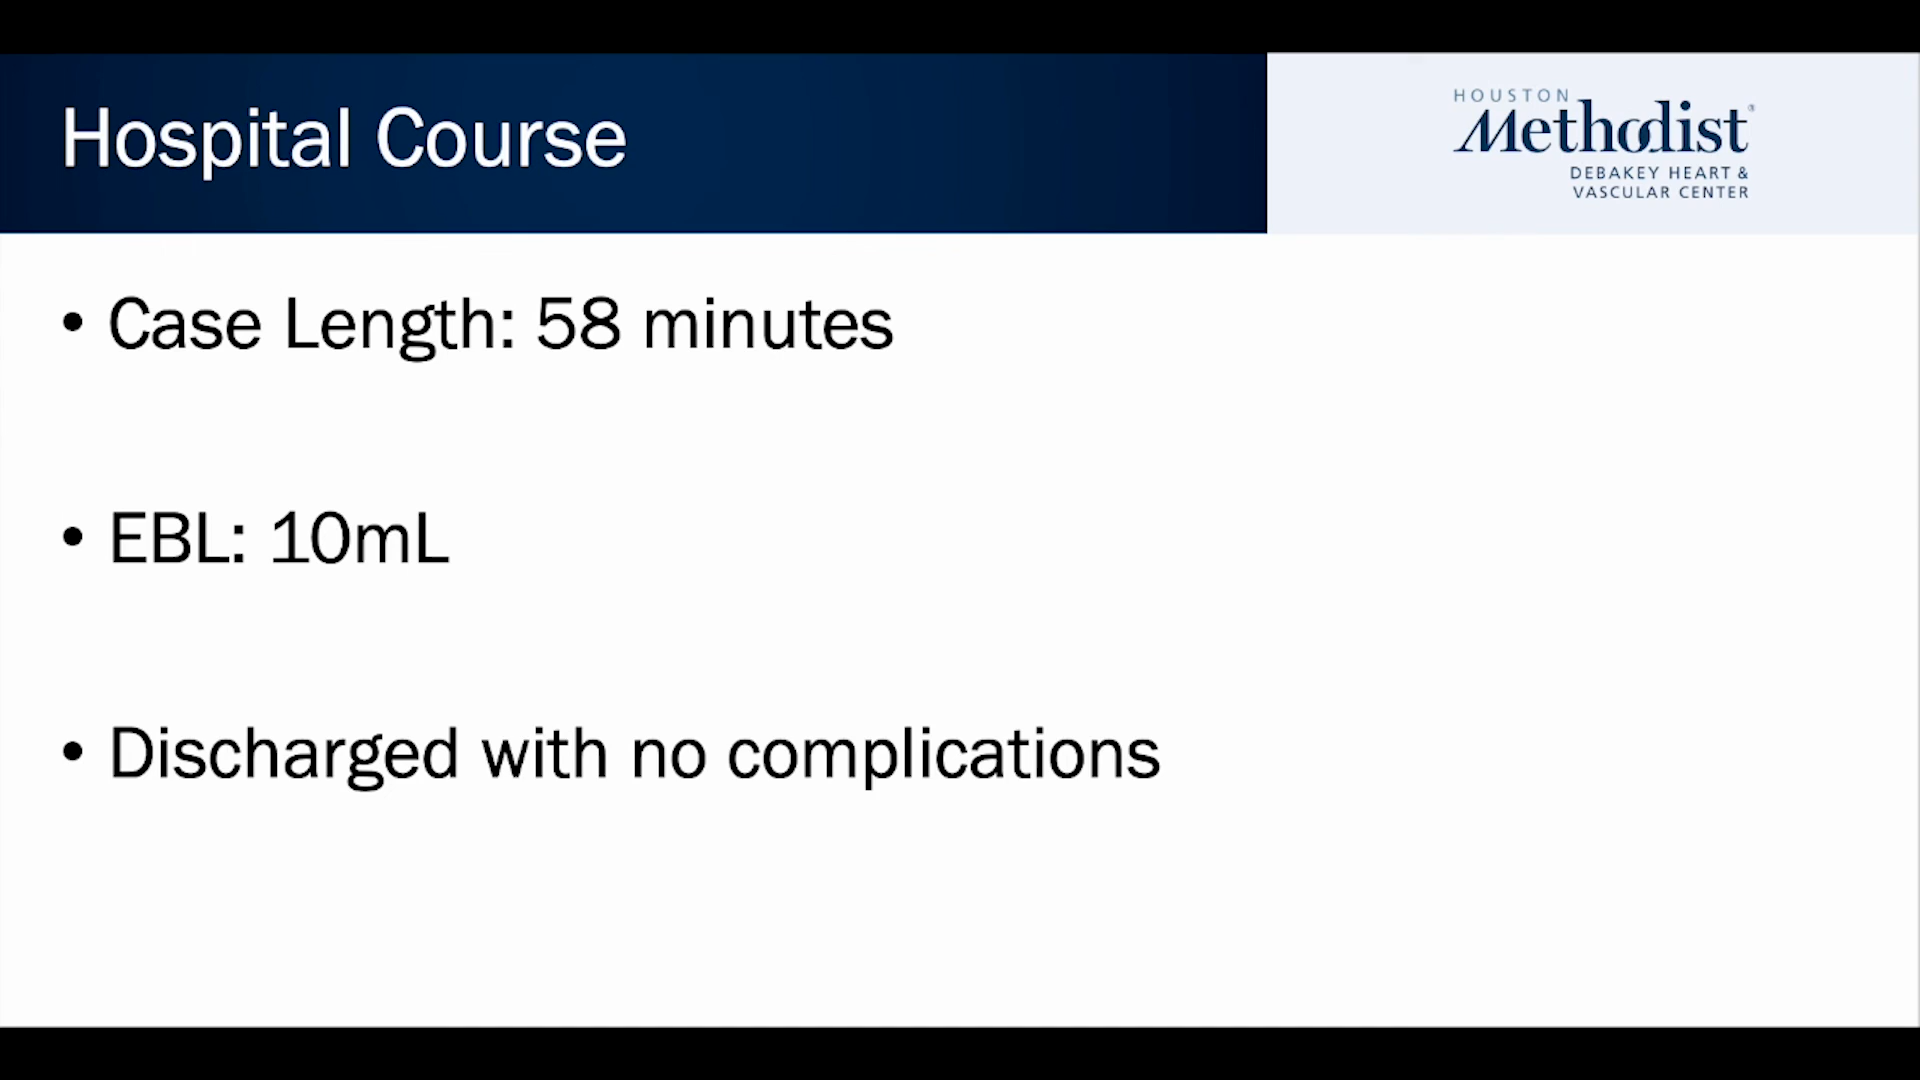 Hospital Course
HOUSTON
Methodist®
DEBAKEY HEART &
VASCULAR CENTER
• Case Length: 58 minutes
• EBL: 10mL
• Discharged with no complications